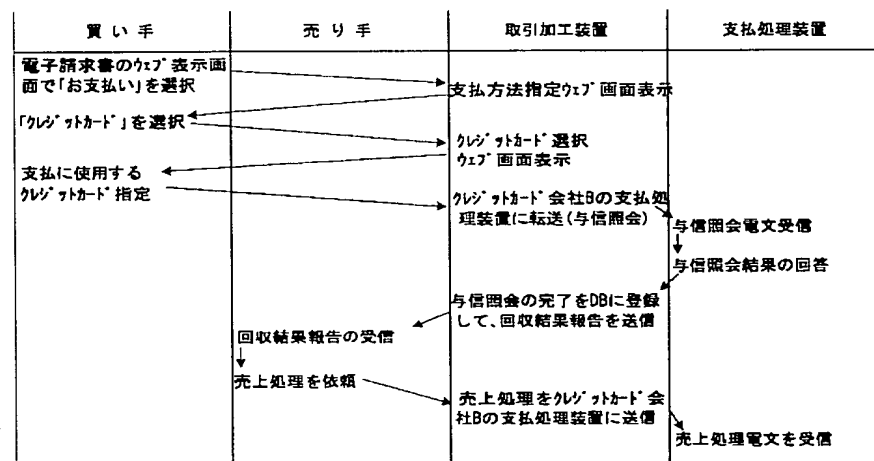 買い手
売り手
取引加工装置
支払処理装置
電子請求書のｳｪﾌﾞ表示画
面で「お支払い」を選択
支払方法指定ｳｪﾌﾞ画面表示
「ｸﾚｼﾞｯﾄｶｰﾄﾞ」を選択
ｸﾚｼﾞｯﾄｶｰﾄﾞ選択
ｳｪﾌﾞ画面表示
支払に使用する
ｸﾚｼﾞｯﾄｶｰﾄﾞ指定
ｸﾚｼﾞｯﾄｶｰﾄﾞ会社Bの支払処
理装置に転送(与信照会)
与信照会電文受信
与信照会結果の回答
与信照会の完了をDBに登録
して、回収結果報告を送信
回収結果報告の受信
売上処理を依頼
売上処理をｸﾚｼﾞｯﾄｶｰﾄﾞ会
社Bの支払処理装置に送信
売上処理電文を受信